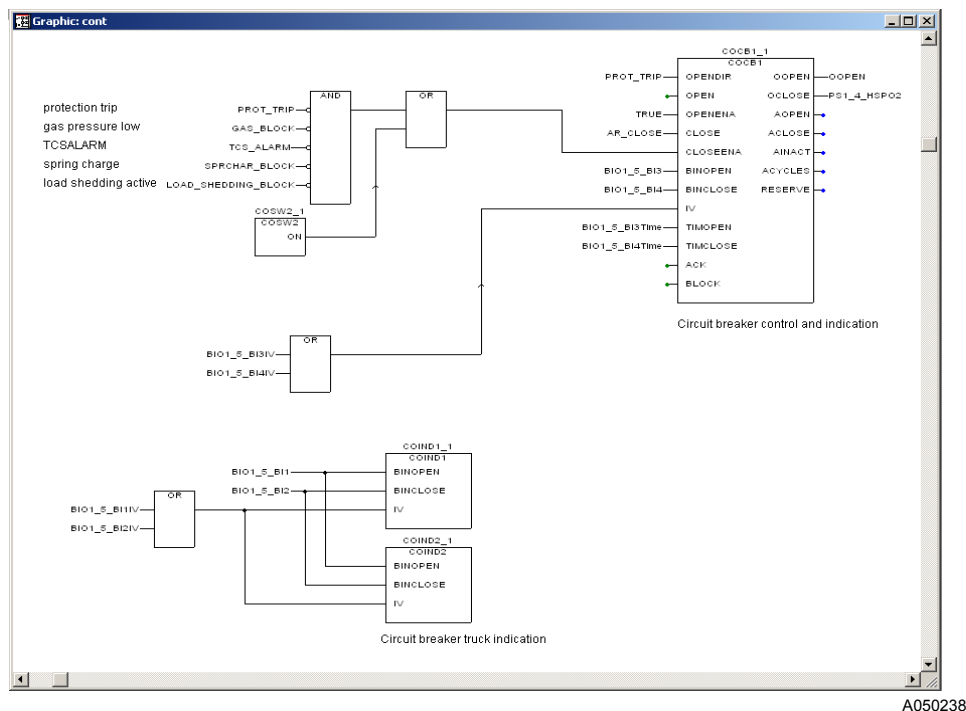 Graphic: cont
COCB1_1
COCB1
PROT_TRIP
OPENDIR
OOPEN
OOPEN
OPEN
OCLOSE
PS1_4_HSPO2
TRUE
OPENENA
AOPEN
AR_CLOSE
CLOSE
ACLOSE
CLOSEENA
AINACT
BIO1_5_BI3
BINOPEN
ACYCLES
BIO1_5_BI4
BINCLOSE
RESERVE
IV
BIO1_5_BI3Time
TIMOPEN
BIO1_5_BI4Time
TIMCLOSE
ACK
BLOCK
Circuit breaker control and indication
AND
OR
protection trip
PROT_TRIP
gas pressure low
GAS_BLOCK
TCSALARM
TCS_ALARM
spring charge
SPRCHAR_BLOCK
load shedding active
LOAD_SHEDDING_BLOCK
COSW2_1
COSW2
ON
OR
BIO1_5_BI3IV
BIO1_5_BI4IV
COIND1_1
COIND1
BIO1_5_BI1
BINOPEN
BIO1_5_BI2
BINCLOSE
OR
BIO1_5_BI1IV
IV
BIO1_5_BI2IV
COIND2_1
COIND2
BINOPEN
BINCLOSE
IV
Circuit breaker truck indication
A050238